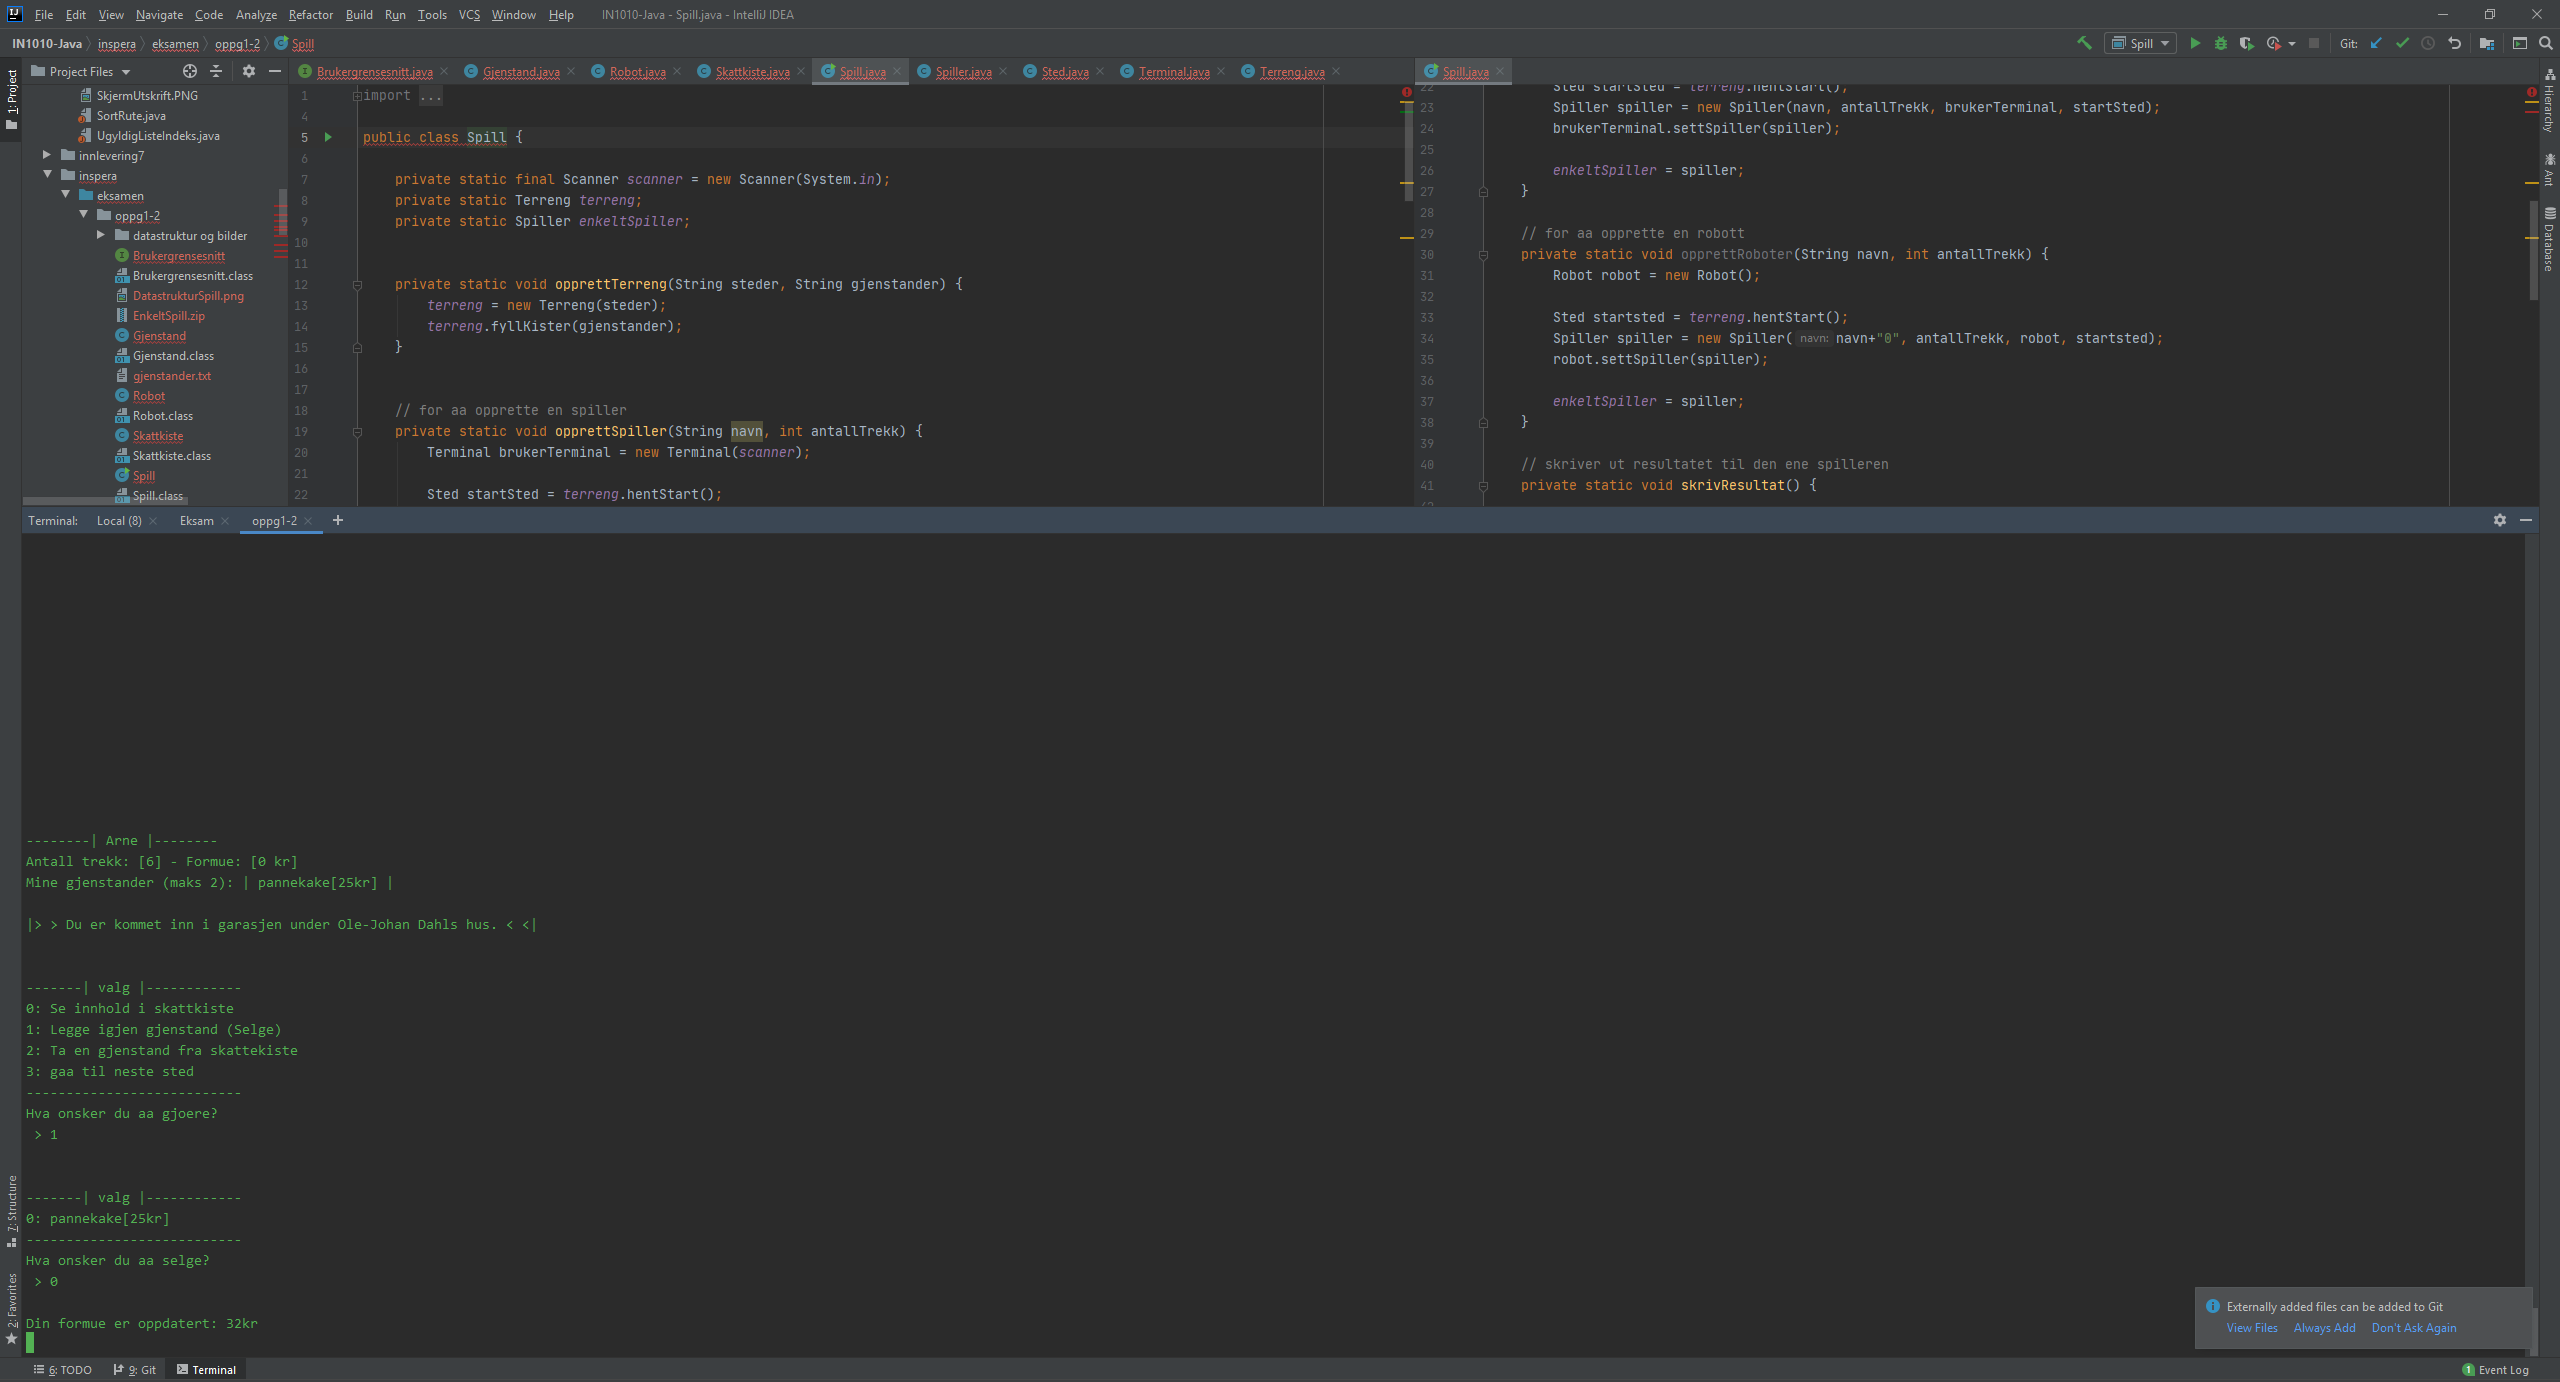 File Edit View Navigate Code Analyze Refactor Build Run Tools VCS Window Help IN1010-Java - Spill.java - IntelliJ IDEA
IN1010-Java inspera eksamen oppg1-2 Spill
Spill Git:
1: Project
Project Files
SkjermUtskrift.PNG
SortRute.java
UgyldigListeIndeks.java
innlevering7
inspera
eksamen
oppg1-2
datastruktur og bilder
Brukergrensesnitt
Brukergrensesnitt.class
DatastrukturSpill.png
EnkeltSpill.zip
Gjenstand
Gjenstand.class
gjenstander.txt
Robot
Robot.class
Skattkiste
Skattkiste.class
Spill
Spill.class
Brukergrensesnitt.java Gjenstand.java Robot.java Skattkiste.java Spill.java Spiller.java Sted.java Terminal.java Terreng.java
1 import ...
4
5 public class Spill {
6
7 private static final Scanner scanner = new Scanner(System.in);
8 private static Terreng terreng;
9 private static Spiller enkeltSpiller;
10
11
12 private static void opprettTerreng(String steder, String gjenstander) {
13 terreng = new Terreng(steder);
14 terreng.fyllKister(gjenstander);
15 }
16
17
18 // for aa opprette en spiller
19 private static void opprettSpiller(String navn, int antallTrekk) {
20 Terminal brukerTerminal = new Terminal(scanner);
21
22 Sted startSted = terreng.hentStart();
Spill.java
22 Sted startSted = terreng.hentStart();
23 Spiller spiller = new Spiller(navn, antallTrekk, brukerTerminal, startSted);
24 brukerTerminal.settSpiller(spiller);
25
26 enkeltSpiller = spiller;
27 }
28
29 // for aa opprette en robott
30 private static void opprettRoboter(String navn, int antallTrekk) {
31 Robot robot = new Robot();
32
33 Sted startsted = terreng.hentStart();
34 Spiller spiller = new Spiller( navn: navn+"0", antallTrekk, robot, startsted);
35 robot.settSpiller(spiller);
36
37 enkeltSpiller = spiller;
38 }
39
40 // skriver ut resultatet til den ene spilleren
41 private static void skrivResultat() {
Hierarchy
Ant
Database
Terminal: Local (8) Eksam oppg1-2 +
--------| Arne |--------
Antall trekk: [6] - Formue: [0 kr]
Mine gjenstander (maks 2): | pannekake[25kr] |
|> > Du er kommet inn i garasjen under Ole-Johan Dahls hus. < <|
-------| valg |------------
0: Se innhold i skattkiste
1: Legge igjen gjenstand (Selge)
2: Ta en gjenstand fra skattekiste
3: gaa til neste sted
---------------------------
Hva onsker du aa gjoere?
> 1
-------| valg |------------
0: pannekake[25kr]
---------------------------
Hva onsker du aa selge?
> 0
Din formue er oppdatert: 32kr
7: Structure
2: Favorites
Externally added files can be added to Git
View Files Always Add Don't Ask Again
6: TODO 9: Git Terminal 1 Event Log